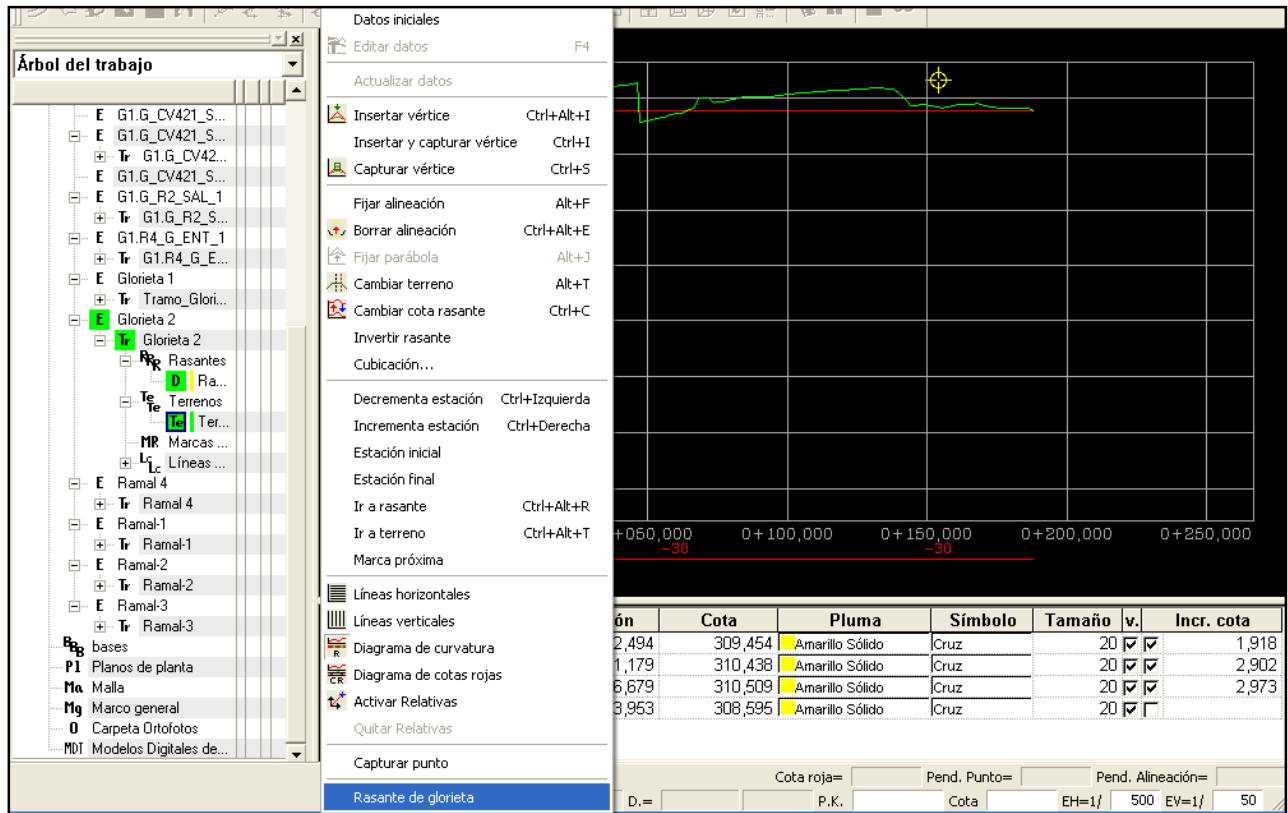 Árbol del trabajo
E G1.G_CV421_S...
E G1.G_CV421_S...
Tr G1.G_CV42...
E G1.G_CV421_S...
E G1.G_R2_SAL_1
Tr G1.G_R2_S...
E G1.R4_G_ENT_1
Tr G1.R4_G_E...
E Glorieta 1
Tr Tramo_Glori...
E Glorieta 2
Tr Glorieta 2
RRR Rasantes
D Ra...
Te Te Terrenos
Te Ter...
MR Marcas ...
Lc Lc Líneas ...
E Ramal 4
Tr Ramal 4
E Ramal-1
Tr Ramal-1
E Ramal-2
Tr Ramal-2
E Ramal-3
Tr Ramal-3
BBB bases
Pl Planos de planta
Ma Malla
Mg Marco general
O Carpeta Ortofotos
MDT Modelos Digitales de...
Datos iniciales
Editar datos F4
Actualizar datos
Insertar vértice Ctrl+Alt+I
Insertar y capturar vértice Ctrl+I
Capturar vértice Ctrl+S
Fijar alineación Alt+F
Borrar alineación Ctrl+Alt+E
Fijar parábola Alt+J
Cambiar terreno Alt+T
Cambiar cota rasante Ctrl+C
Invertir rasante
Cubicación...
Decrementa estación Ctrl+Izquierda
Incrementa estación Ctrl+Derecha
Estación inicial
Estación final
Ir a rasante Ctrl+Alt+R
Ir a terreno Ctrl+Alt+T
Marca próxima
Líneas horizontales
Líneas verticales
R Diagrama de curvatura
CR Diagrama de cotas rojas
Activar Relativas
Quitar Relativas
Capturar punto
Rasante de glorieta
+060,000 0+100,000 0+150,000 0+200,000 0+250,000
-30 -30
ón Cota Pluma Símbolo Tamaño v. Incr. cota
2,494 309,454 Amarillo Sólido Cruz 20 1,918
1,179 310,438 Amarillo Sólido Cruz 20 2,902
6,679 310,509 Amarillo Sólido Cruz 20 2,973
3,953 308,595 Amarillo Sólido Cruz 20
Cota roja= Pend. Punto= Pend. Alineación=
D.= P.K. Cota EH=1/ 500 EV=1/ 50